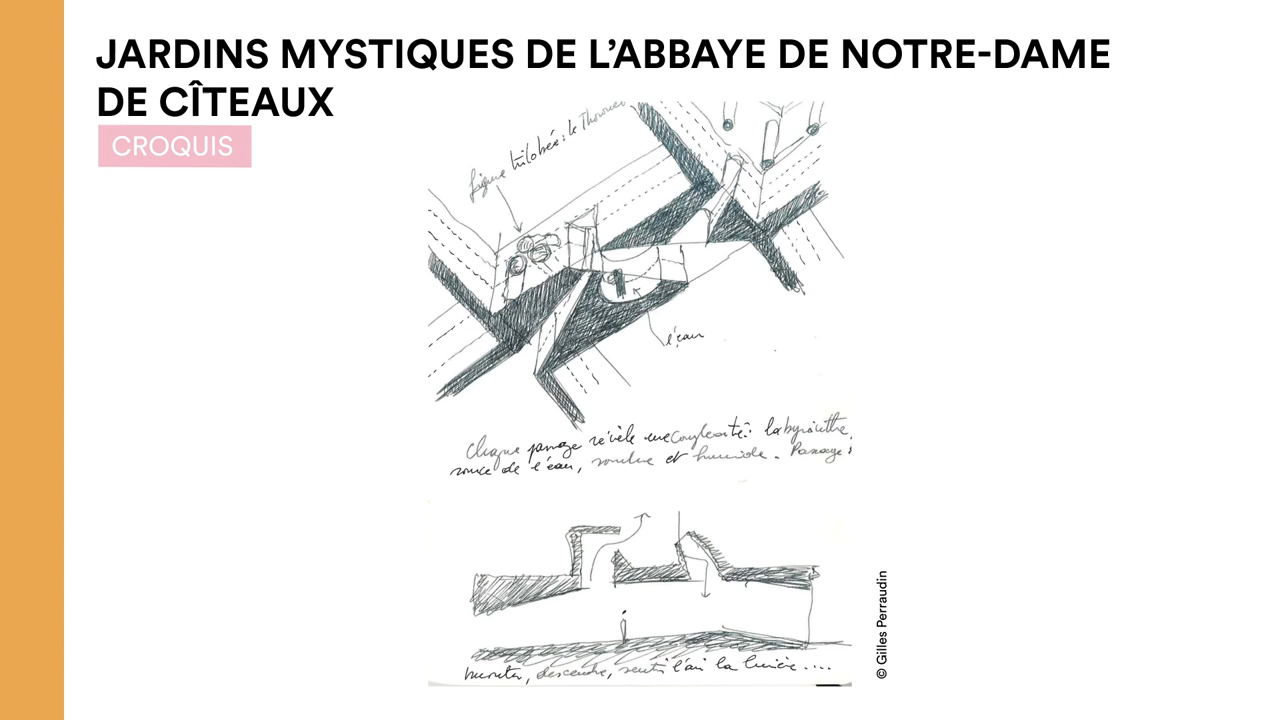 JARDINS MYSTIQUES DE L’ABBAYE DE NOTRE-DAME
DE CÎTEAUX
CROQUIS
figure trilobée : le Thoronet
l'eau
Chaque passage révèle une complexité : labyrinthe,
source de l'eau, sombre et humide. Passage :
monter, descendre, sentir l'air la lumière....
© Gilles Perraudin